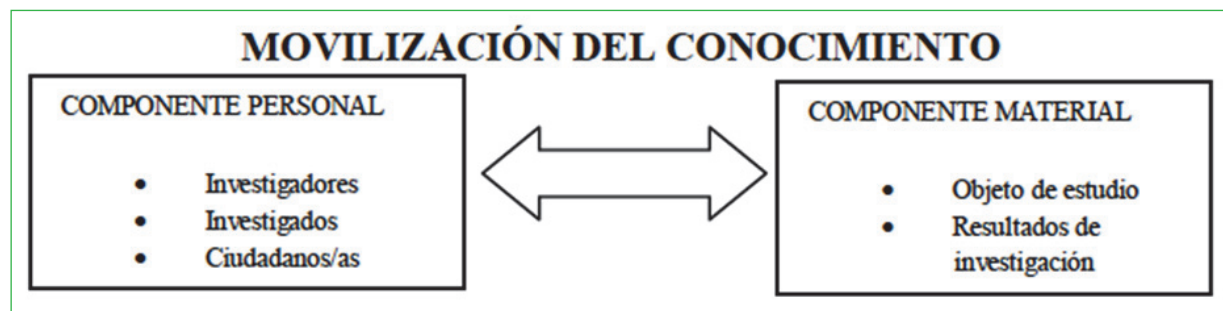 MOVILIZACIÓN DEL CONOCIMIENTO
COMPONENTE PERSONAL
• Investigadores
• Investigados
• Ciudadanos/as
COMPONENTE MATERIAL
• Objeto de estudio
• Resultados de
investigación